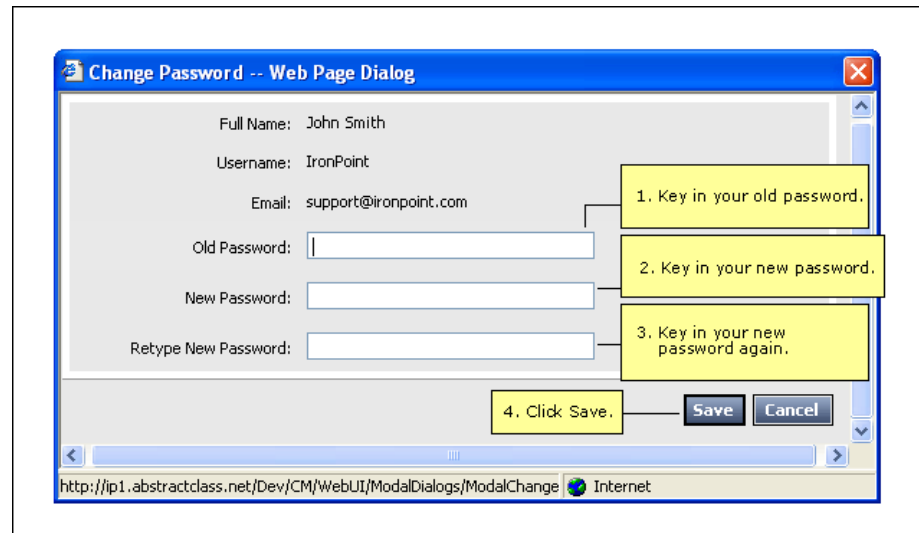 Change Password -- Web Page Dialog
Full Name: John Smith
Username: IronPoint
Email: support@ironpoint.com
1. Key in your old password.
Old Password:
2. Key in your new password.
New Password:
3. Key in your new
password again.
Retype New Password:
4. Click Save.
Save
Cancel
http://ip1.abstractclass.net/Dev/CM/WebUI/ModalDialogs/ModalChange
Internet